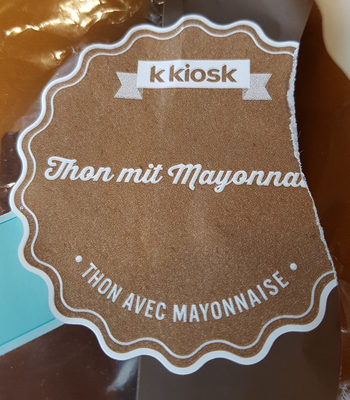 k kiosk
Thon mit Mayonna
• THON AVEC MAYONNAISE •